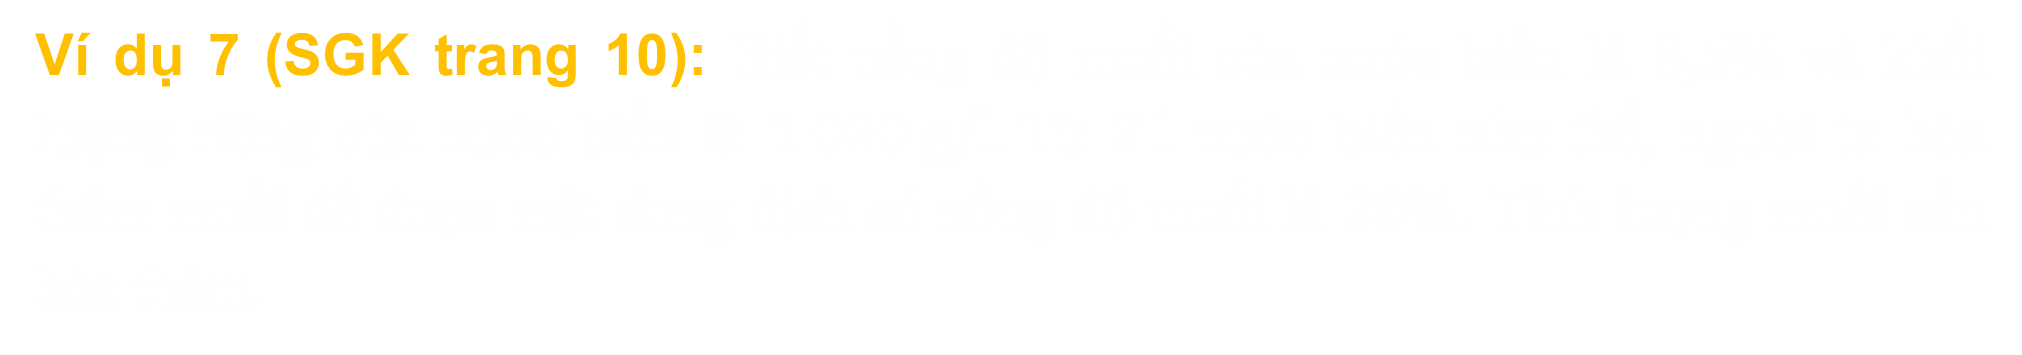 Ví dụ 7 (SGK trang 10):